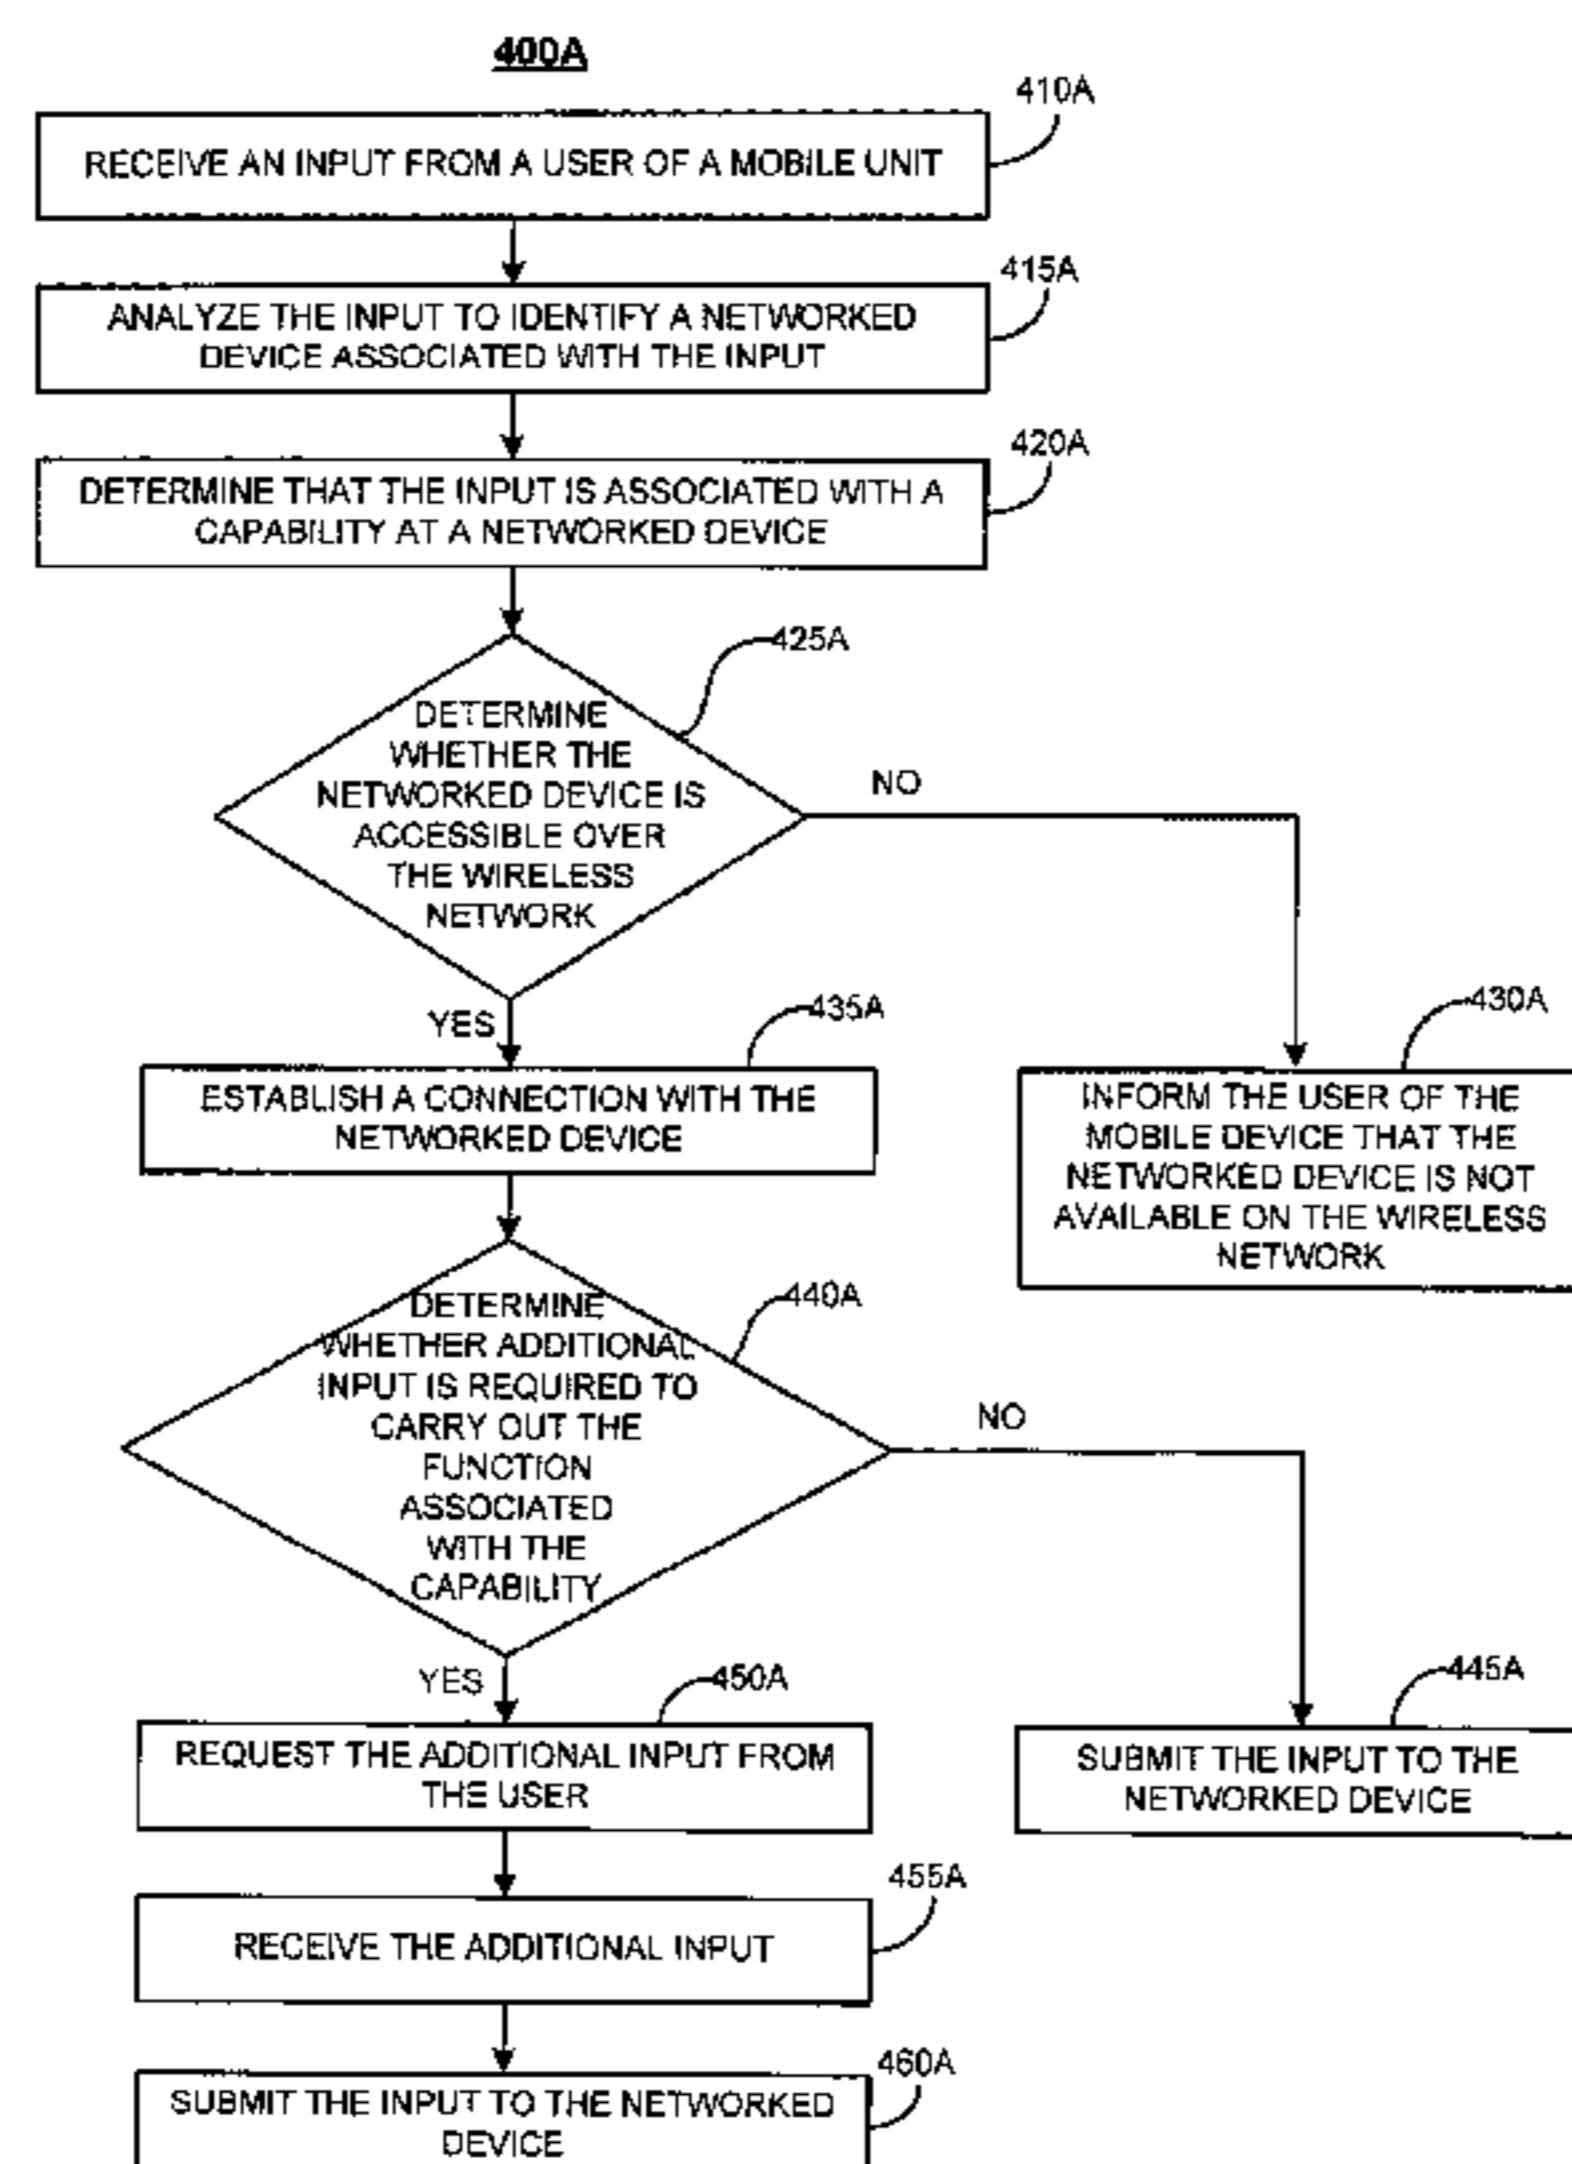 400A
410A
RECEIVE AN INPUT FROM A USER OF A MOBILE UNIT
415A
ANALYZE THE INPUT TO IDENTIFY A NETWORKED
DEVICE ASSOCIATED WITH THE INPUT
420A
DETERMINE THAT THE INPUT IS ASSOCIATED WITH A
CAPABILITY AT A NETWORKED DEVICE
425A
DETERMINE
WHETHER THE
NETWORKED DEVICE IS
ACCESSIBLE OVER
THE WIRELESS
NETWORK
NO
YES
435A
ESTABLISH A CONNECTION WITH THE
NETWORKED DEVICE
430A
INFORM THE USER OF THE
MOBILE DEVICE THAT THE
NETWORKED DEVICE IS NOT
AVAILABLE ON THE WIRELESS
NETWORK
440A
DETERMINE
WHETHER ADDITIONAL
INPUT IS REQUIRED TO
CARRY OUT THE
FUNCTION
ASSOCIATED
WITH THE
CAPABILITY
NO
YES
450A
REQUEST THE ADDITIONAL INPUT FROM
THE USER
445A
SUBMIT THE INPUT TO THE
NETWORKED DEVICE
455A
RECEIVE THE ADDITIONAL INPUT
460A
SUBMIT THE INPUT TO THE NETWORKED
DEVICE